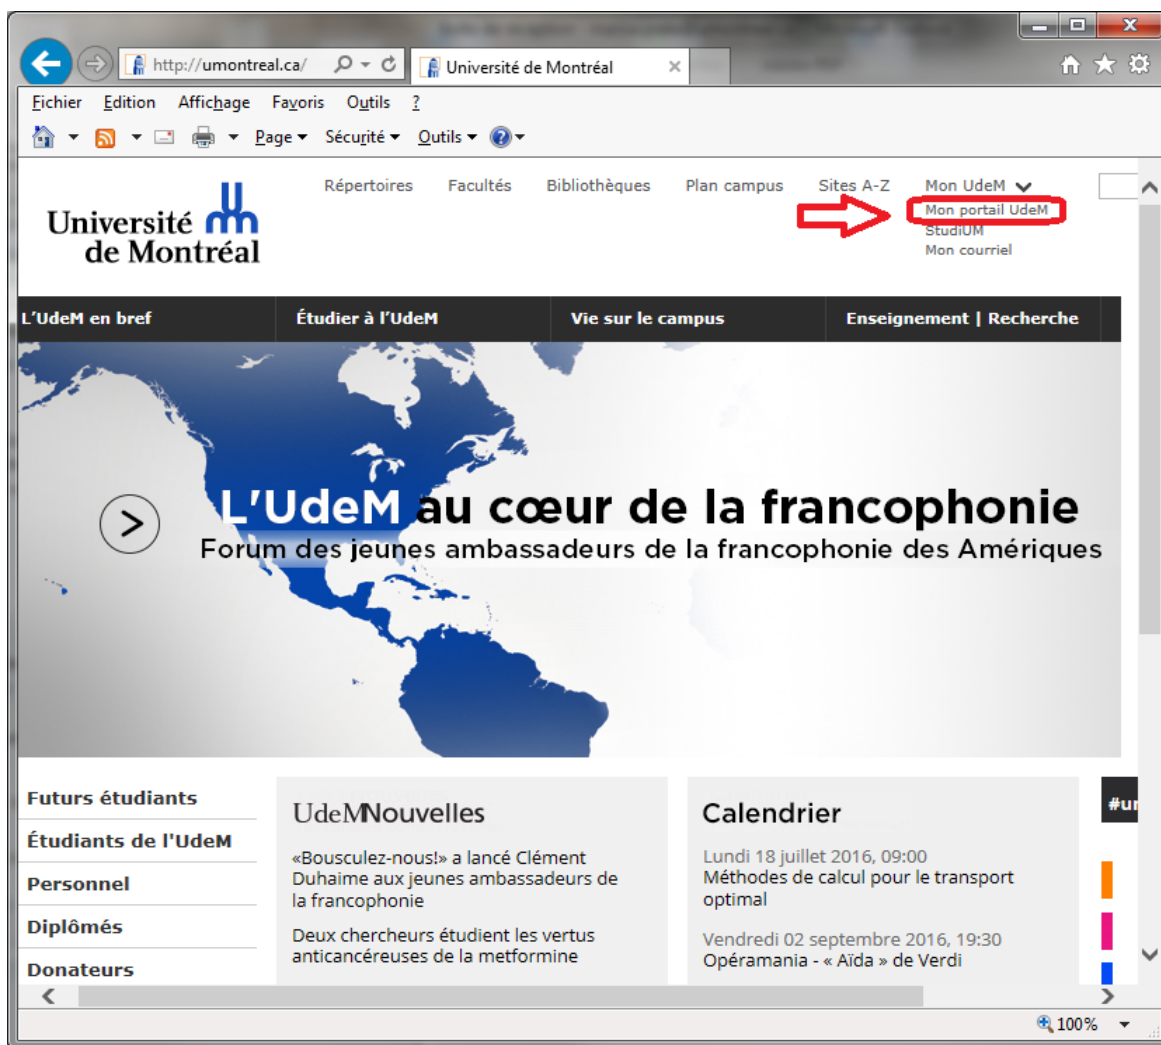 http://umontreal.ca/
Université de Montréal
Fichier Edition Affichage Favoris Outils ?
Page Sécurité Outils
Répertoires Facultés Bibliothèques Plan campus Sites A-Z Mon UdeM
Mon portail UdeM
StudiUM
Mon courriel
Université
de Montréal
L'UdeM en bref Étudier à l'UdeM Vie sur le campus Enseignement | Recherche
L'UdeM au cœur de la francophonie
Forum des jeunes ambassadeurs de la francophonie des Amériques
Futurs étudiants
Étudiants de l'UdeM
Personnel
Diplômés
Donateurs
UdeMNouvelles
«Bousculez-nous!» a lancé Clément
Duhaime aux jeunes ambassadeurs de
la francophonie
Deux chercheurs étudient les vertus
anticancéreuses de la metformine
Calendrier
Lundi 18 juillet 2016, 09:00
Méthodes de calcul pour le transport
optimal
Vendredi 02 septembre 2016, 19:30
Opéramania - « Aïda » de Verdi
#ur
100%